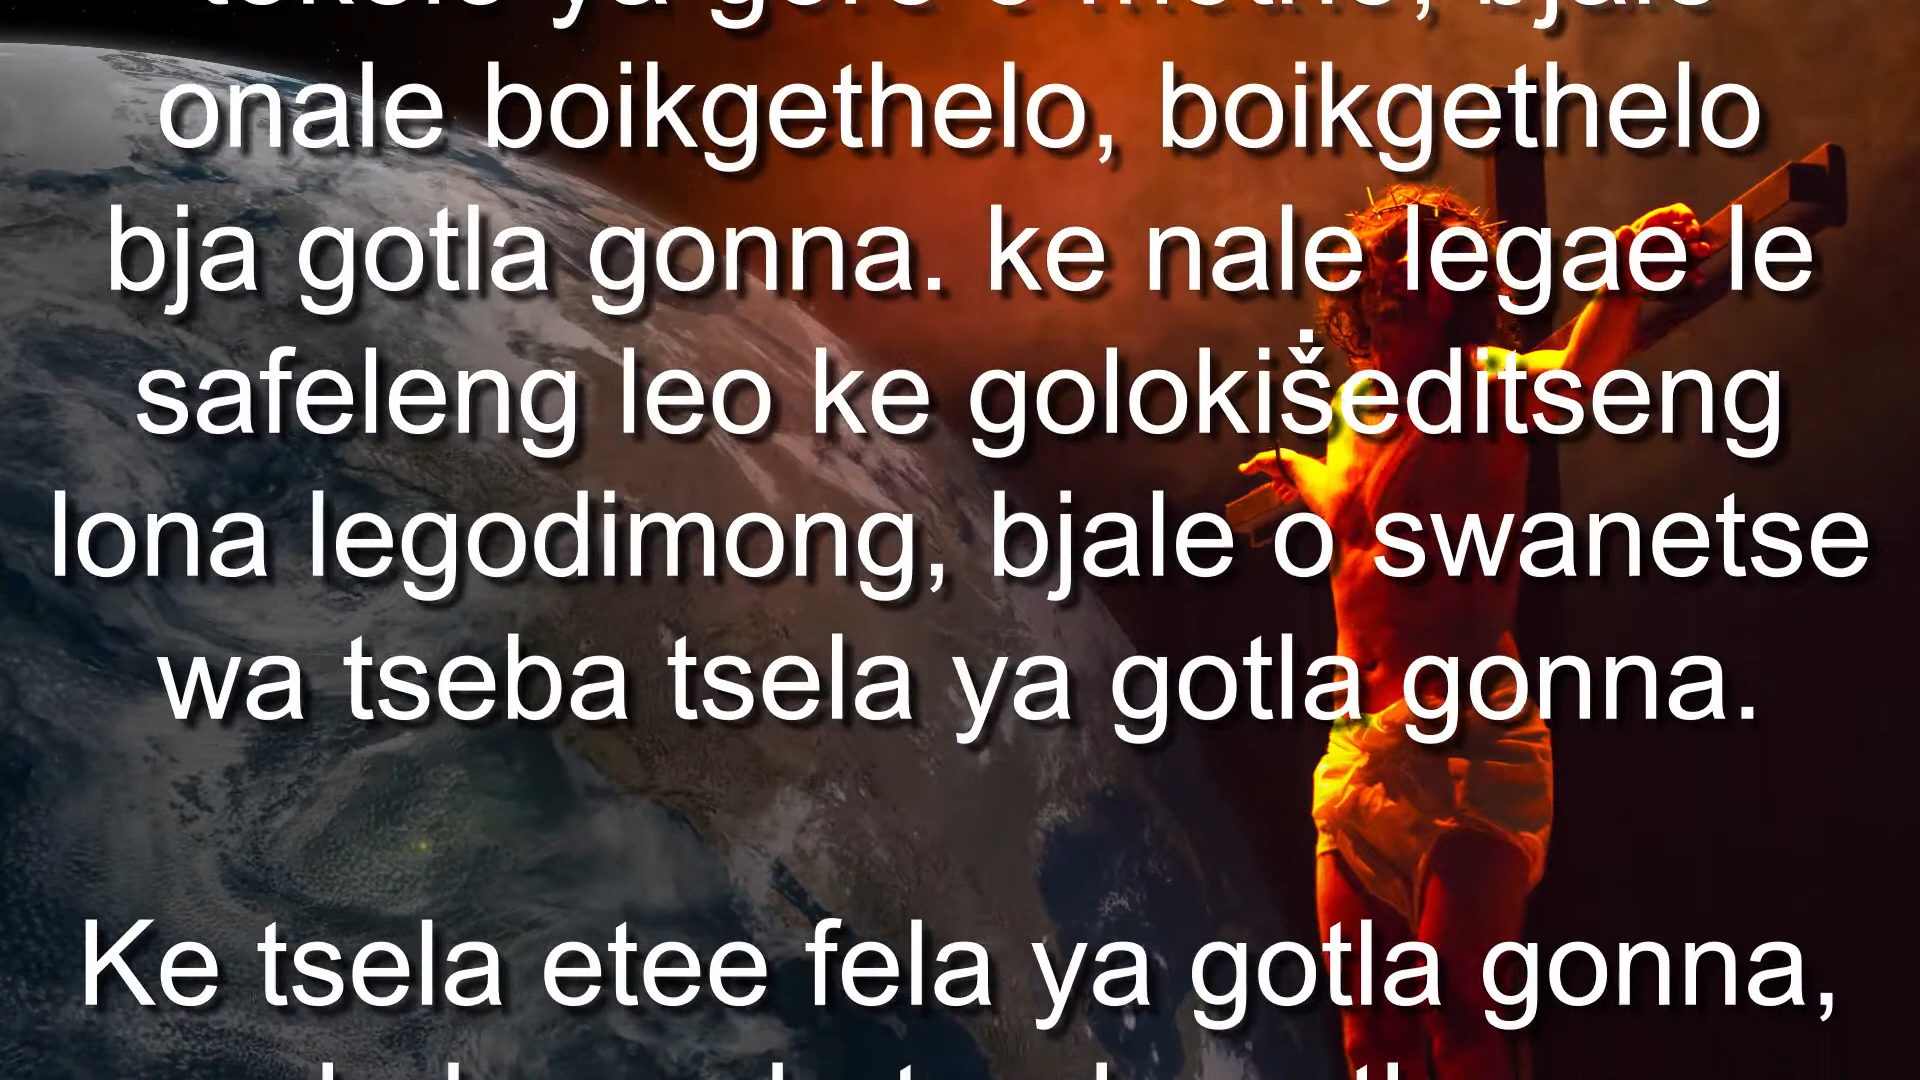 onale boikgethelo, boikgethelo
bja gotla gonna. ke nale legae le
safeleng leo ke golokiṧeditseng
lona legodimong, bjale o swanetse
wa tseba tsela ya gotla gonna.
Ke tsela etee fela ya gotla gonna,